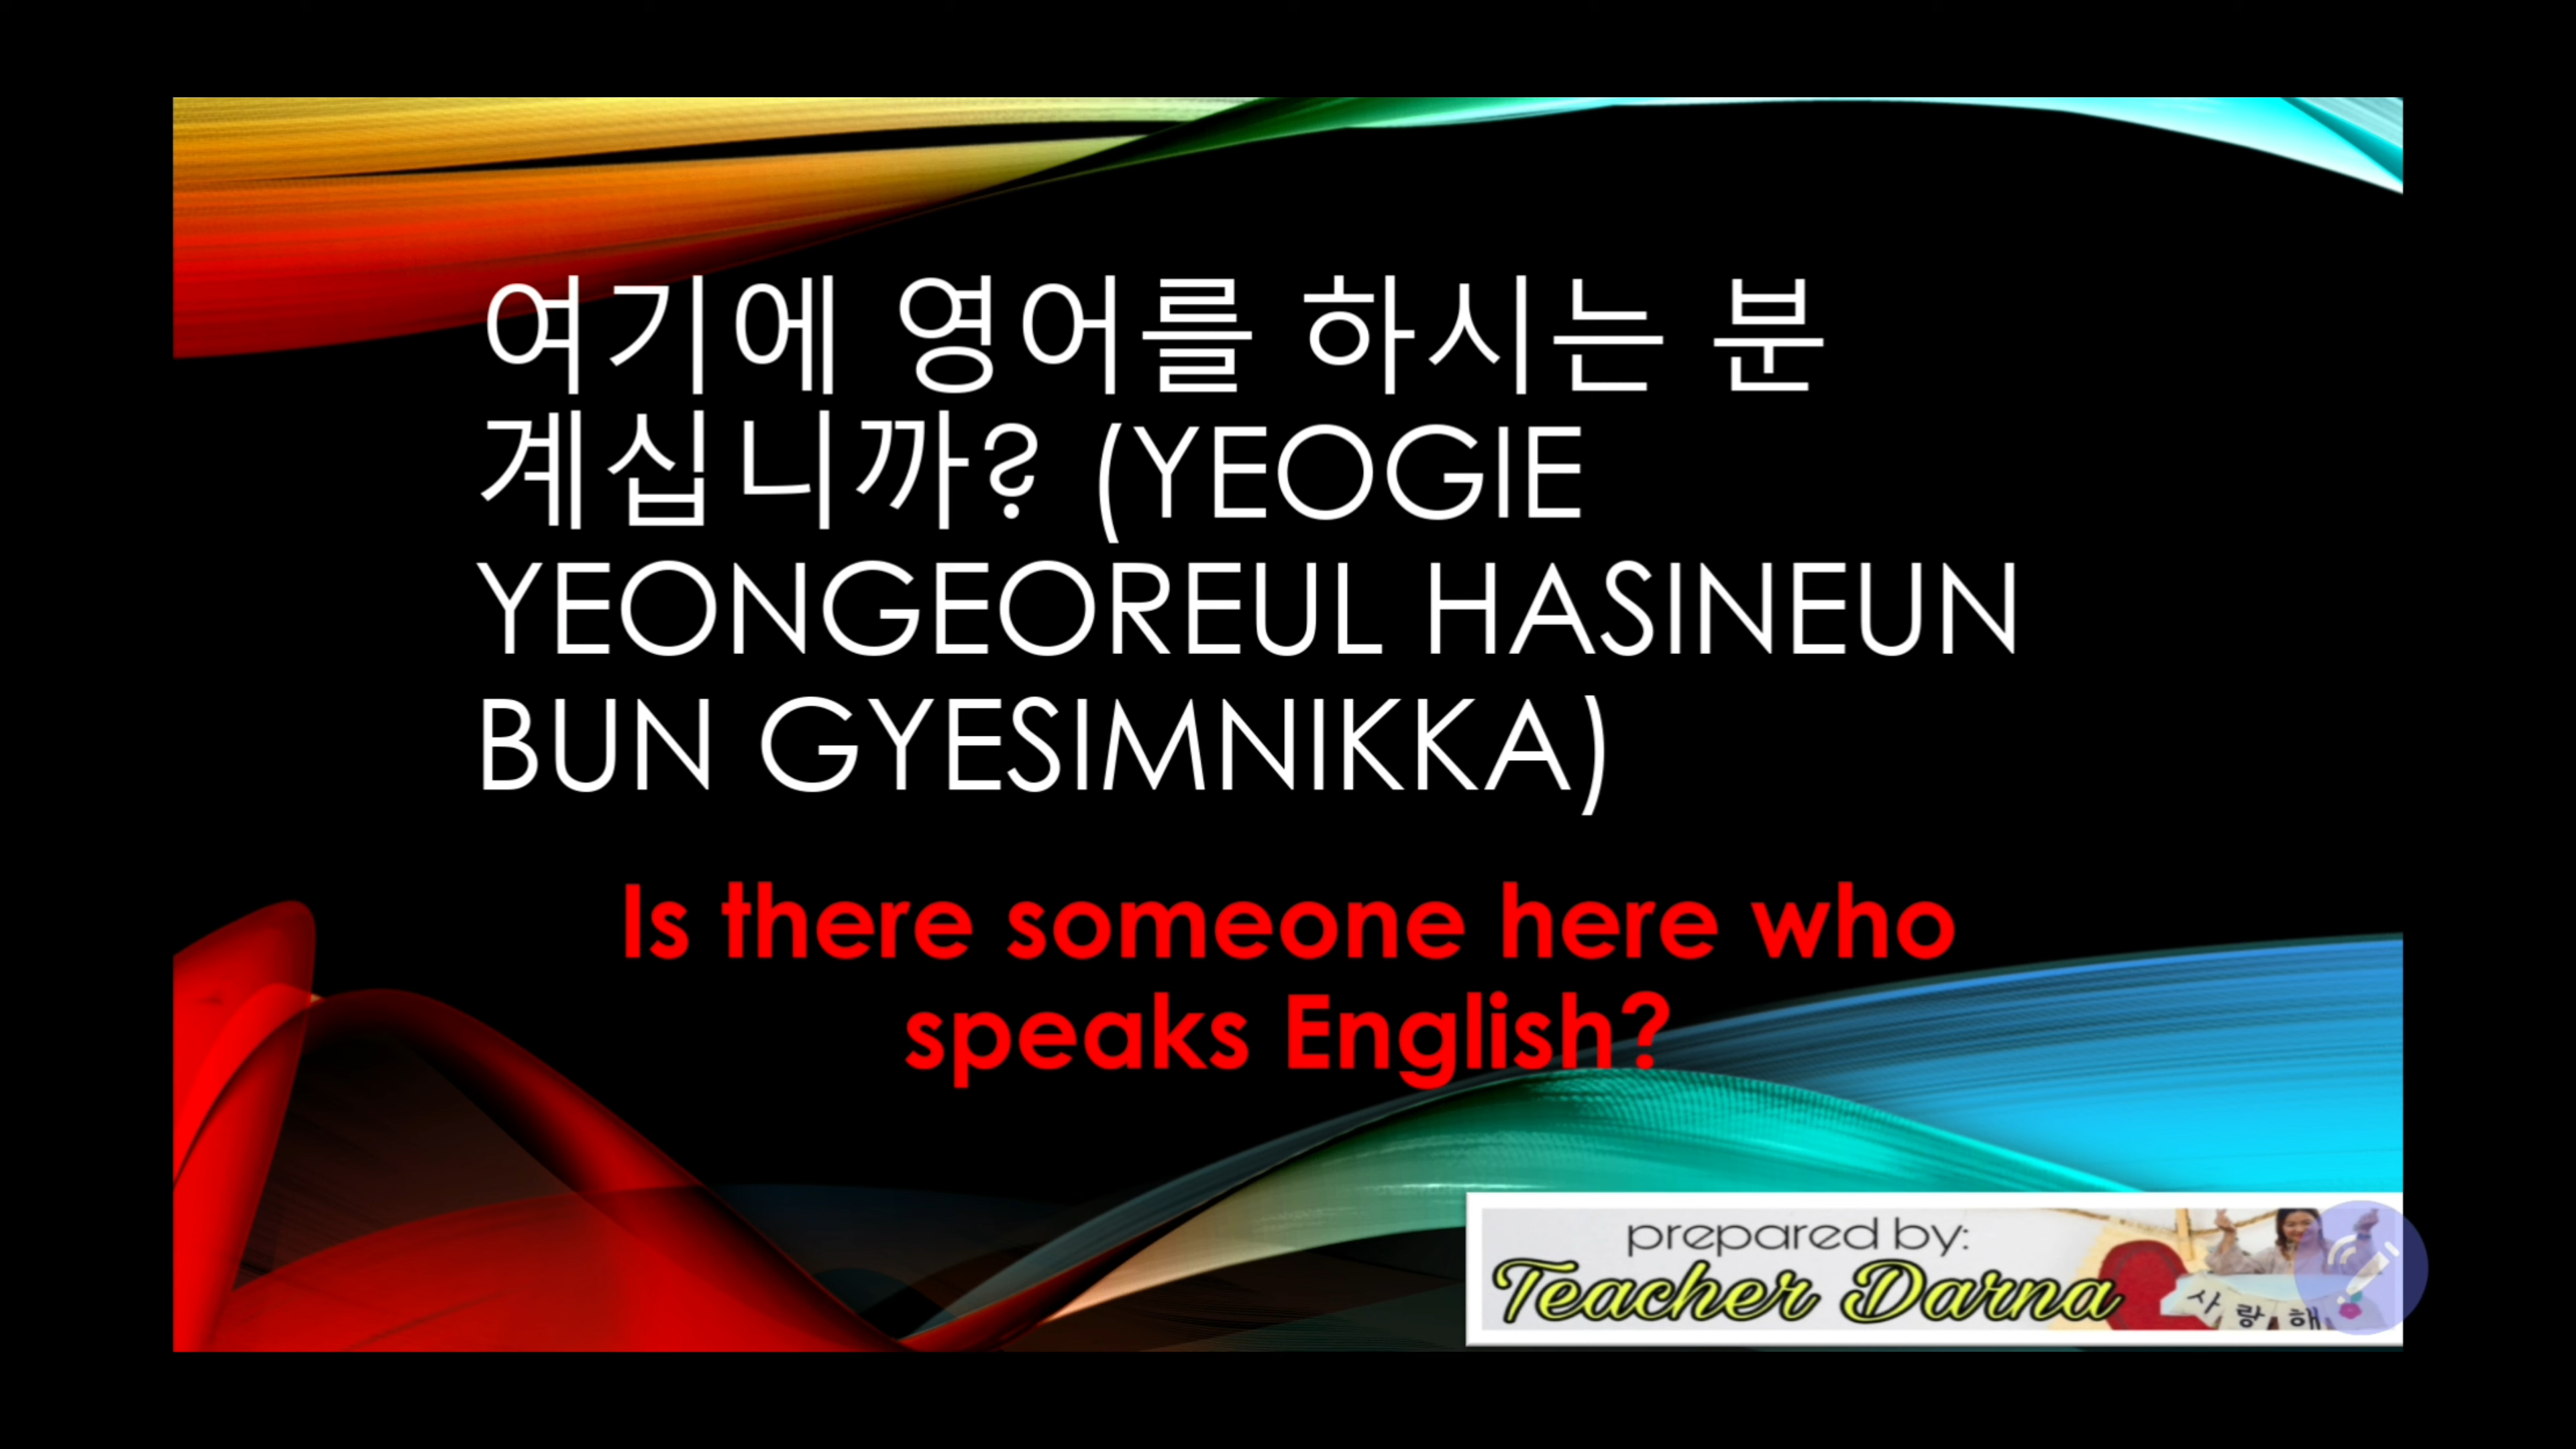 여기에 영어를 하시는 분
계십니까? (YEOGIE
YEONGEOREUL HASINEUN
BUN GYESIMNIKKA)
Is there someone here who
speaks English?
prepared by:
Teacher Darna
사랑해